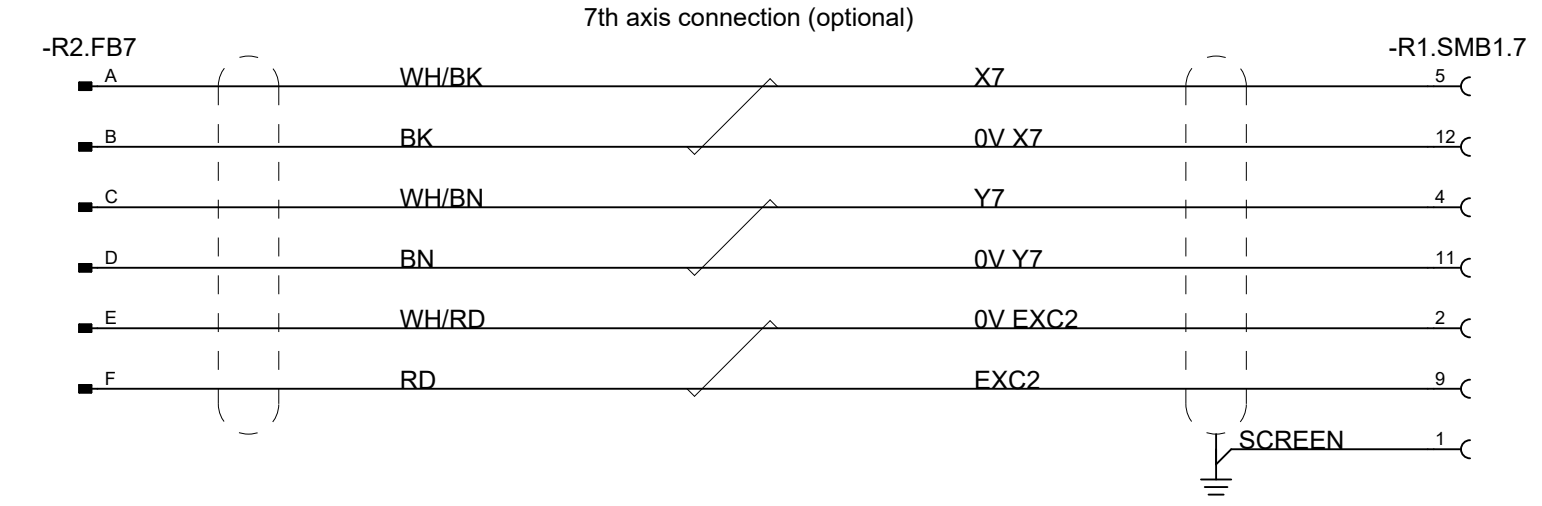 7th axis connection (optional)
-R2.FB7 -R1.SMB1.7
A WH/BK X7 5
B BK 0V X7 12
C WH/BN Y7 4
D BN 0V Y7 11
E WH/RD 0V EXC2 2
F RD EXC2 9
SCREEN 1